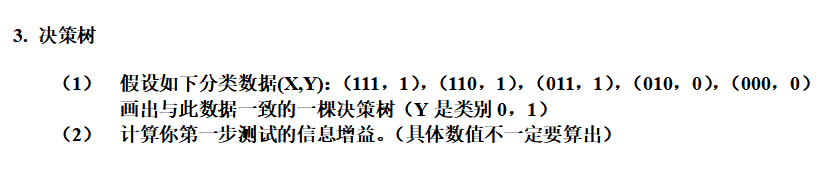 3. 决策树
（1） 假设如下分类数据(X,Y)：（111，1），（110，1），（011，1），（010，0），（000，0）
画出与此数据一致的一棵决策树（Y 是类别 0，1）
（2） 计算你第一步测试的信息增益。（具体数值不一定要算出）